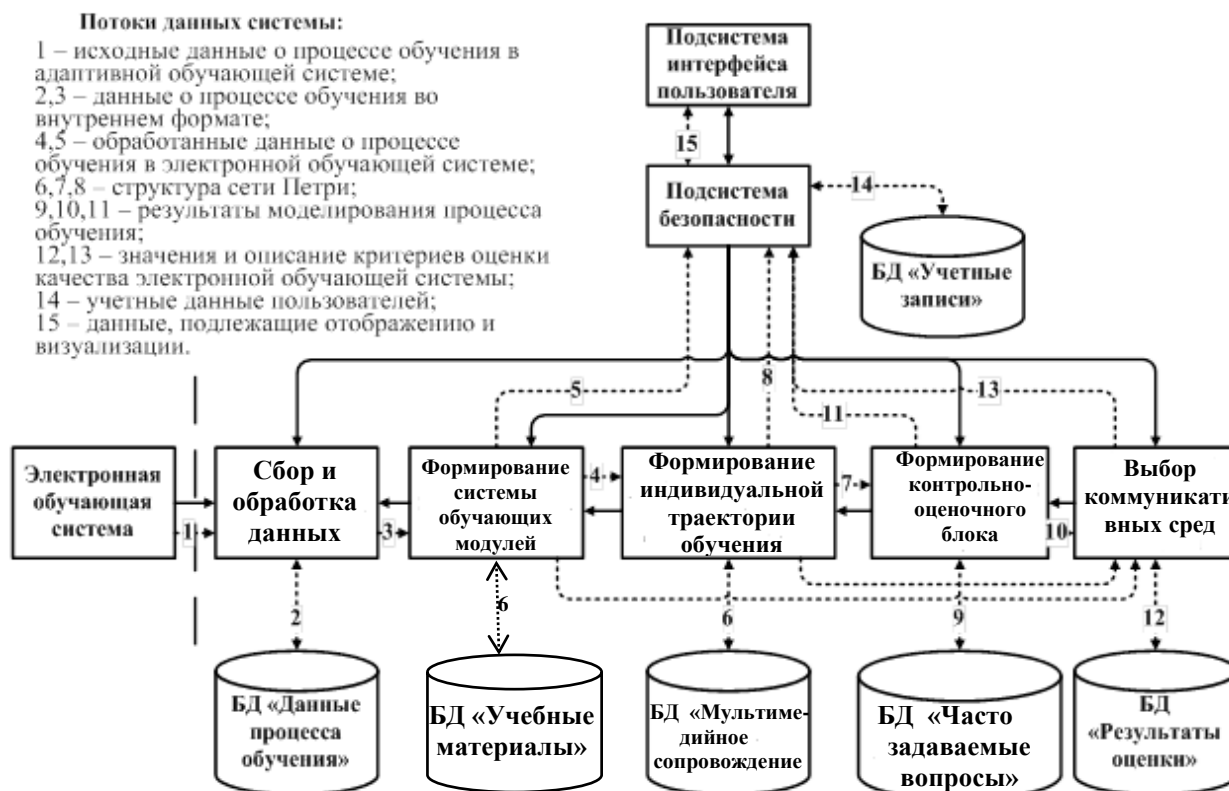 Потоки данных системы:
1 – исходные данные о процессе обучения в
адаптивной обучающей системе;
2,3 – данные о процессе обучения во
внутреннем формате;
4,5 – обработанные данные о процессе
обучения в электронной обучающей системе;
6,7,8 – структура сети Петри;
9,10,11 – результаты моделирования процесса
обучения;
12,13 – значения и описание критериев оценки
качества электронной обучающей системы;
14 – учетные данные пользователей;
15 – данные, подлежащие отображению и
визуализации.
Подсистема
интерфейса
пользователя
15
Подсистема
безопасности
14
БД «Учетные
записи»
5
8
11
13
Электронная
обучающая
система
1
Сбор и
обработка
данных
3
Формирование
системы
обучающих
модулей
4
Формирование
индивидуальной
траектории
обучения
7
Формирование
контрольно-
оценочного
блока
10
Выбор
коммуникати
вных сред
2
6
6
9
12
БД «Данные
процесса
обучения»
БД «Учебные
материалы»
БД «Мультиме-
дийное
сопровождение
БД «Часто
задаваемые
вопросы»
БД
«Результаты
оценки»